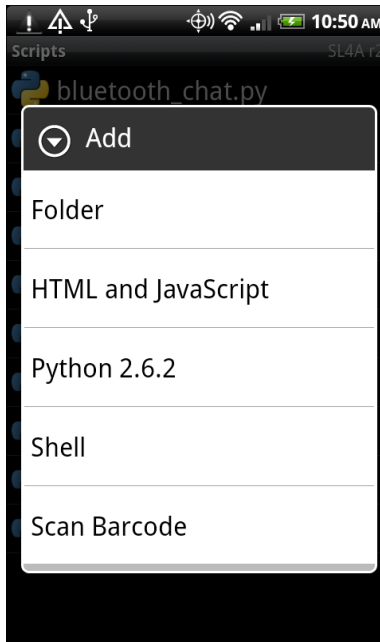 10:50 AM
Scripts SL4A r2
bluetooth_chat.py
Add
Folder
HTML and JavaScript
Python 2.6.2
Shell
Scan Barcode